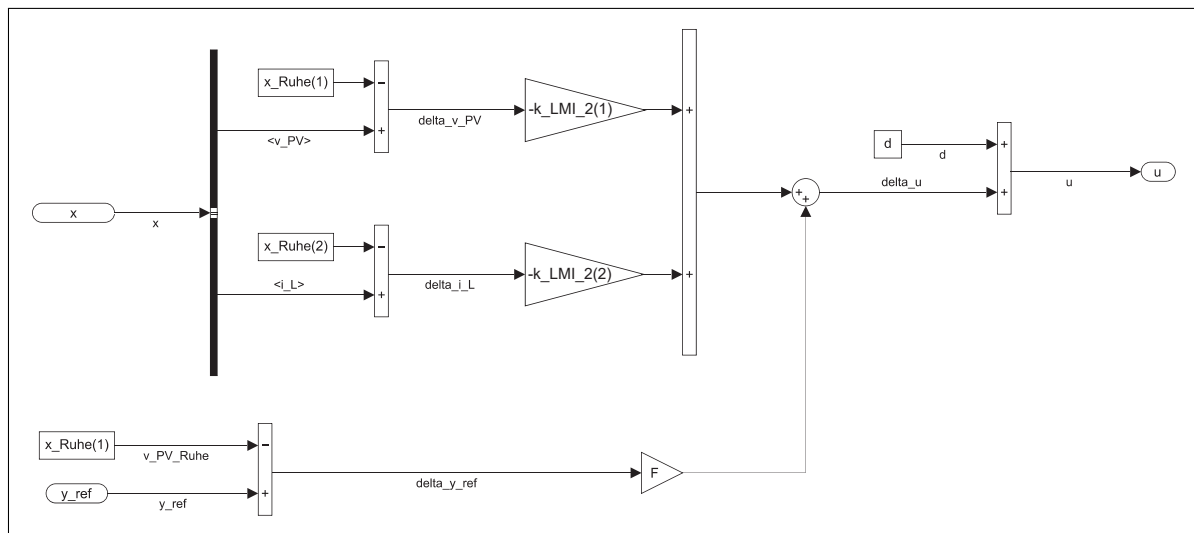 x_Ruhe(1)
-
-k_LMI_2(1)
+
delta_v_PV
<v_PV>
+
d
+
d
x
x
+
+
delta_u
+
u
u
x_Ruhe(2)
-
-k_LMI_2(2)
+
delta_i_L
<i_L>
+
x_Ruhe(1)
v_PV_Ruhe
-
F
delta_y_ref
y_ref
y_ref
+